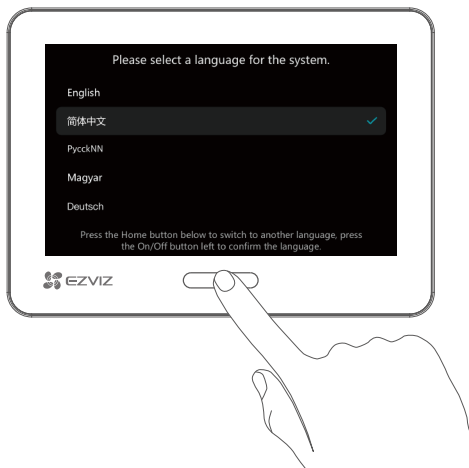 Please select a language for the system.
English
简体中文
PycckNN
Magyar
Deutsch
Press the Home button below to switch to another language, press
the On/Off button left to confirm the language.
EZVIZ